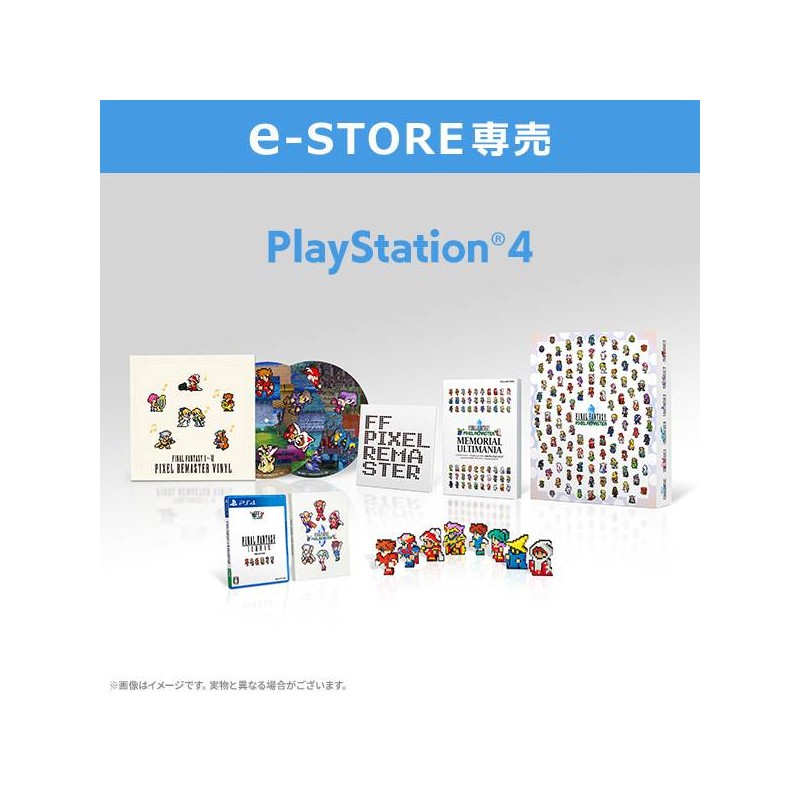 e-STORE専売
PlayStation®4
FINAL FANTASY I-VI
PIXEL REMASTER VINYL
FF
PIXEL
REMA
STER
FINAL FANTASY
PIXEL REMASTER
MEMORIAL
ULTIMANIA
FINAL FANTASY
PIXEL REMASTER
PS4
FINAL FANTASY
PIXEL REMASTER
※画像はイメージです。実物と異なる場合がございます。